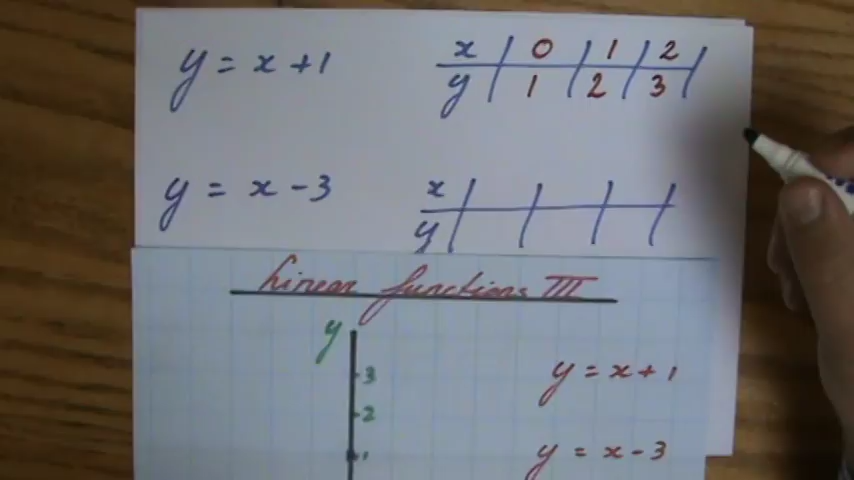 y = x + 1
x | 0 | 1 | 2 |
y | 1 | 2 | 3 |
y = x - 3
x | | | |
y | | | |
Linear functions III
y
3
y = x + 1
2
y = x - 3
1